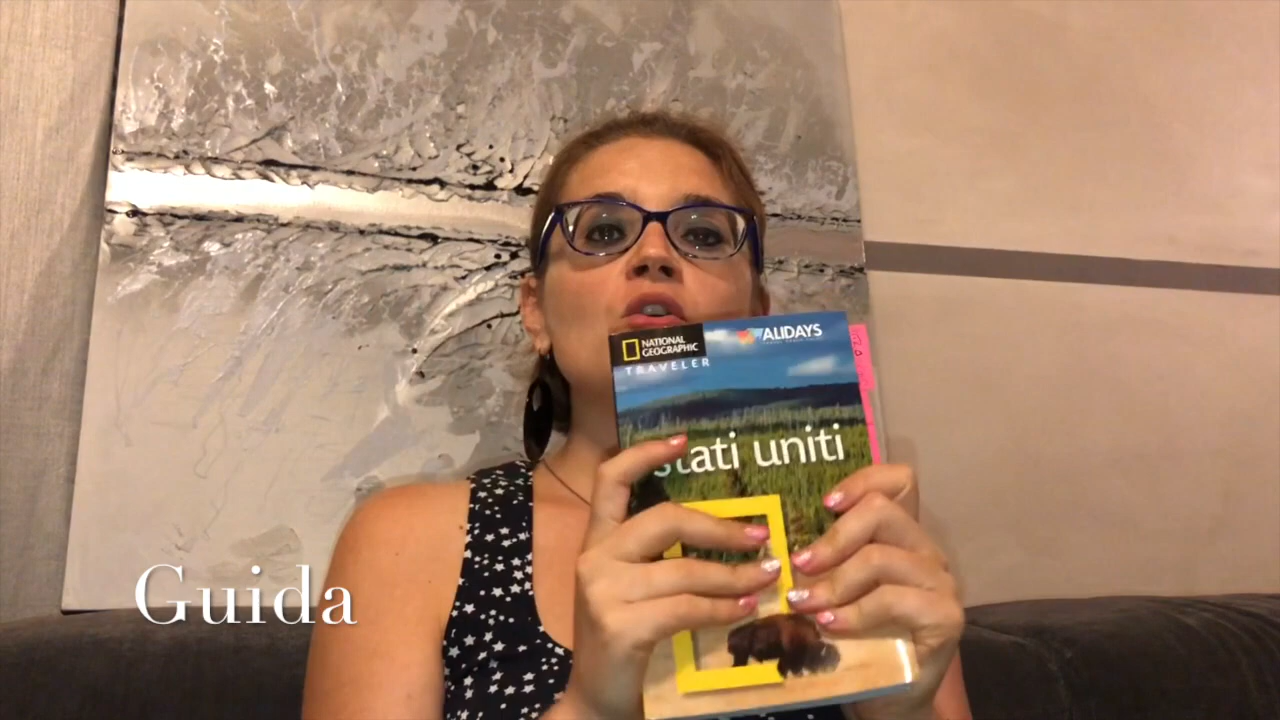 NATIONAL
GEOGRAPHIC
TRAVELER
ALIDAYS
stati uniti
Guida